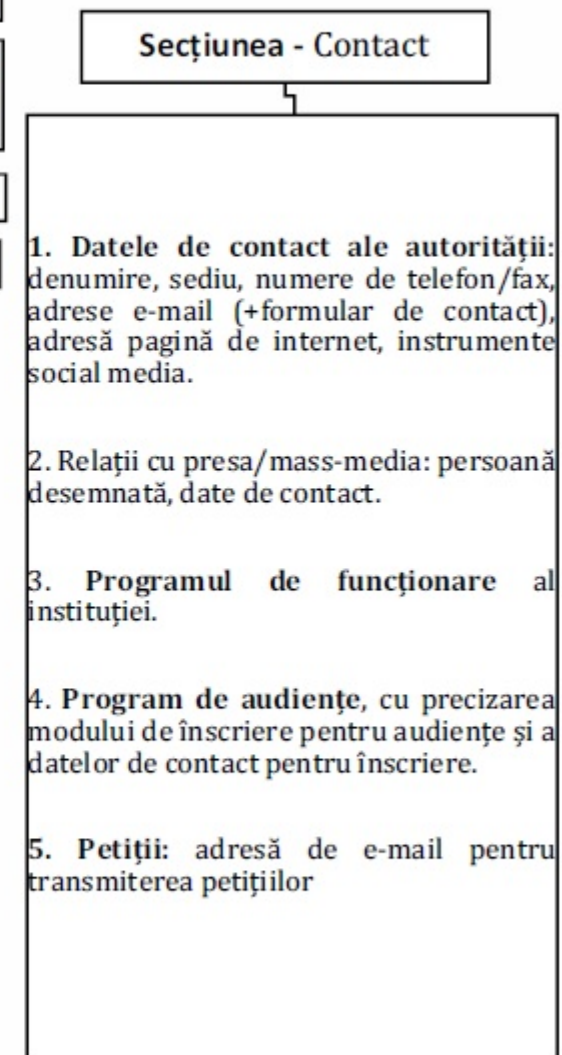 Secțiunea - Contact
1. Datele de contact ale autorității:
denumire, sediu, numere de telefon/fax,
adrese e-mail (+formular de contact),
adresă pagină de internet, instrumente
social media.
2. Relații cu presa/mass-media: persoană
desemnată, date de contact.
3. Programul de funcționare al
instituției.
4. Program de audiențe, cu precizarea
modului de înscriere pentru audiențe și a
datelor de contact pentru înscriere.
5. Petiții: adresă de e-mail pentru
transmiterea petițiilor